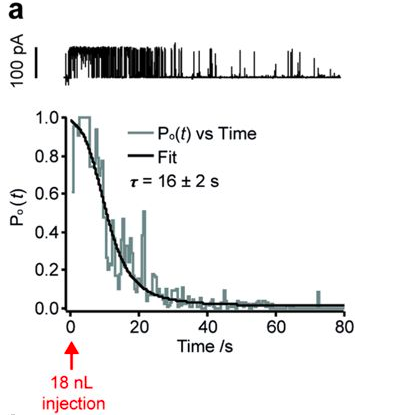 a
100 pA
1.0
0.8
0.6
0.4
0.2
0.0
Pₒ(t)
Pₒ(t) vs Time
Fit
τ = 16 ± 2 s
0 20 40 60 80
Time /s
18 nL
injection